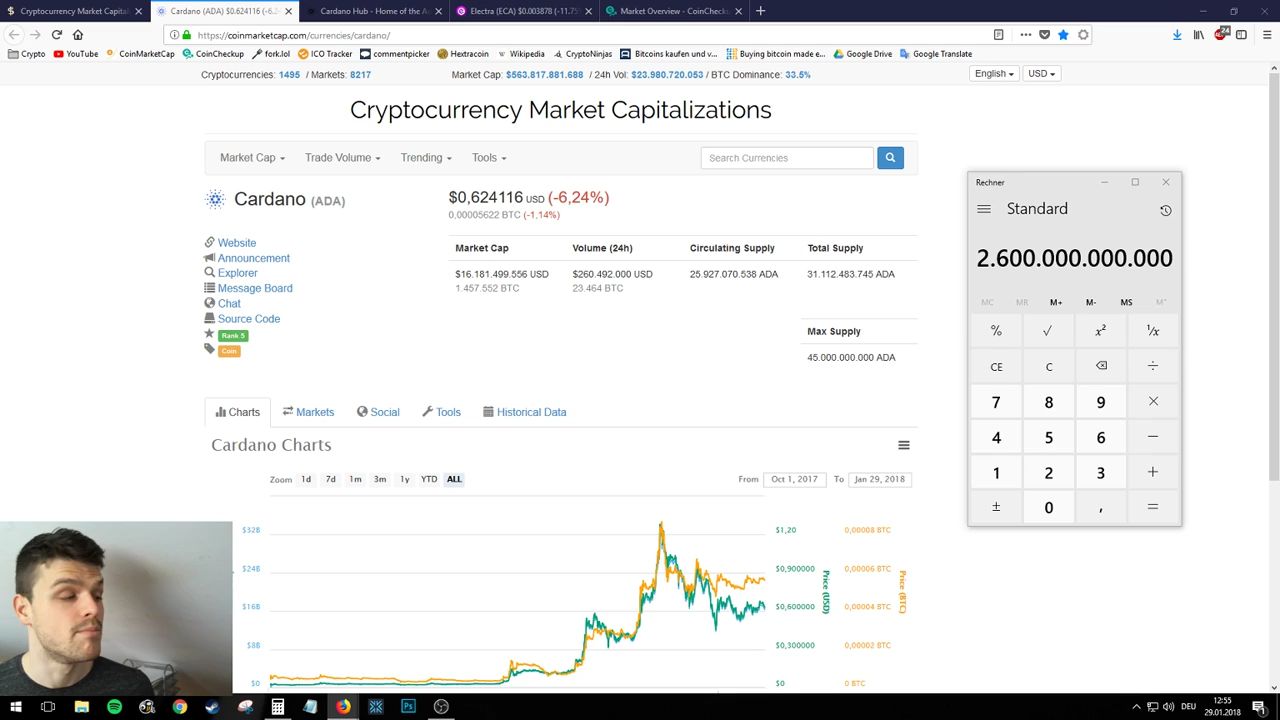 Cryptocurrency Market Capital
Cardano (ADA) $0,624116 (-6,2
Cardano Hub - Home of the A
Electra (ECA) $0.003878 (-11.7
Market Overview - CoinCheck
https://coinmarketcap.com/currencies/cardano/
24
Crypto YouTube CoinMarketCap CoinCheckup fork.lol ICO Tracker commentpicker Hextracoin Wikipedia CryptoNinjas Bitcoins kaufen und v... Buying bitcoin made e... Google Drive Google Translate
Cryptocurrencies: 1495 / Markets: 8217
Market Cap: $563.817.881.688 / 24h Vol: $23.980.720.053 / BTC Dominance: 33.5%
English
USD
Cryptocurrency Market Capitalizations
Market Cap Trade Volume Trending Tools
Search Currencies
Cardano (ADA)
$0,624116 USD (-6,24%)
0,00005622 BTC (-1,14%)
Website
Announcement
Explorer
Message Board
Chat
Source Code
Rank 5
Coin
Market Cap Volume (24h) Circulating Supply Total Supply
$16.181.499.556 USD $260.492.000 USD 25.927.070.538 ADA 31.112.483.745 ADA
1.457.552 BTC 23.464 BTC
Max Supply
45.000.000.000 ADA
Charts Markets Social Tools Historical Data
Cardano Charts
Zoom 1d 7d 1m 3m 1y YTD ALL
From Oct 1, 2017 To Jan 29, 2018
$32B $1,20 0,00008 BTC
$24B $0,900000 0,00006 BTC
$16B $0,600000 0,00004 BTC
$8B $0,300000 0,00002 BTC
$0 $0 0 BTC
Price (USD)
Price (BTC)
Rechner
Standard
2.600.000.000.000
MC MR M+ M- MS M˅
% √ x² ¹/x
CE C ⌫ ÷
7 8 9 ×
4 5 6 −
1 2 3 +
± 0 , =
DEU
12:55
29.01.2018
1